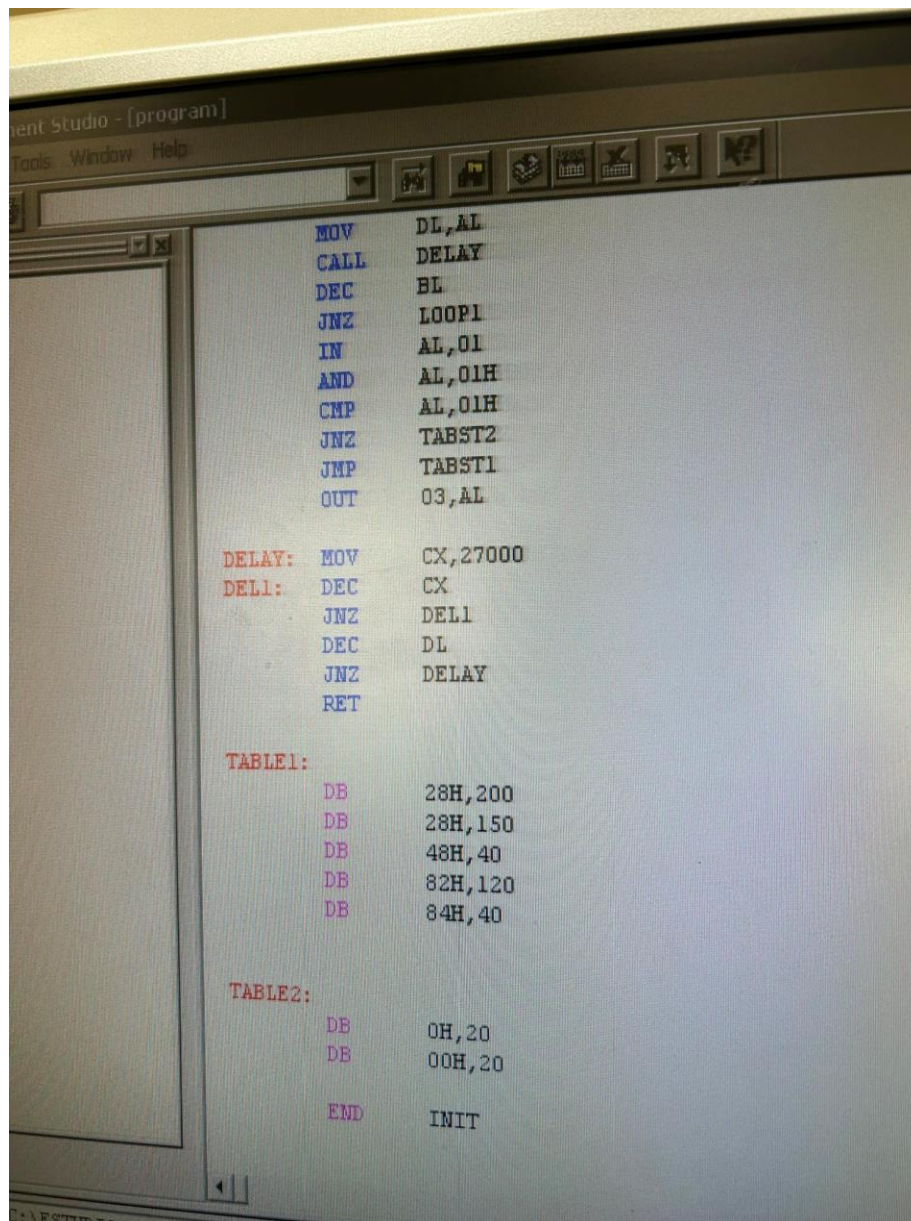 ent Studio - [program]
Tools Window Help
MOV DL,AL
CALL DELAY
DEC BL
JNZ LOOP1
IN AL,01
AND AL,01H
CMP AL,01H
JNZ TABST2
JMP TABST1
OUT 03,AL
DELAY: MOV CX,27000
DEL1: DEC CX
JNZ DEL1
DEC DL
JNZ DELAY
RET
TABLE1:
DB 28H,200
DB 28H,150
DB 48H,40
DB 82H,120
DB 84H,40
TABLE2:
DB 0H,20
DB 00H,20
END INIT